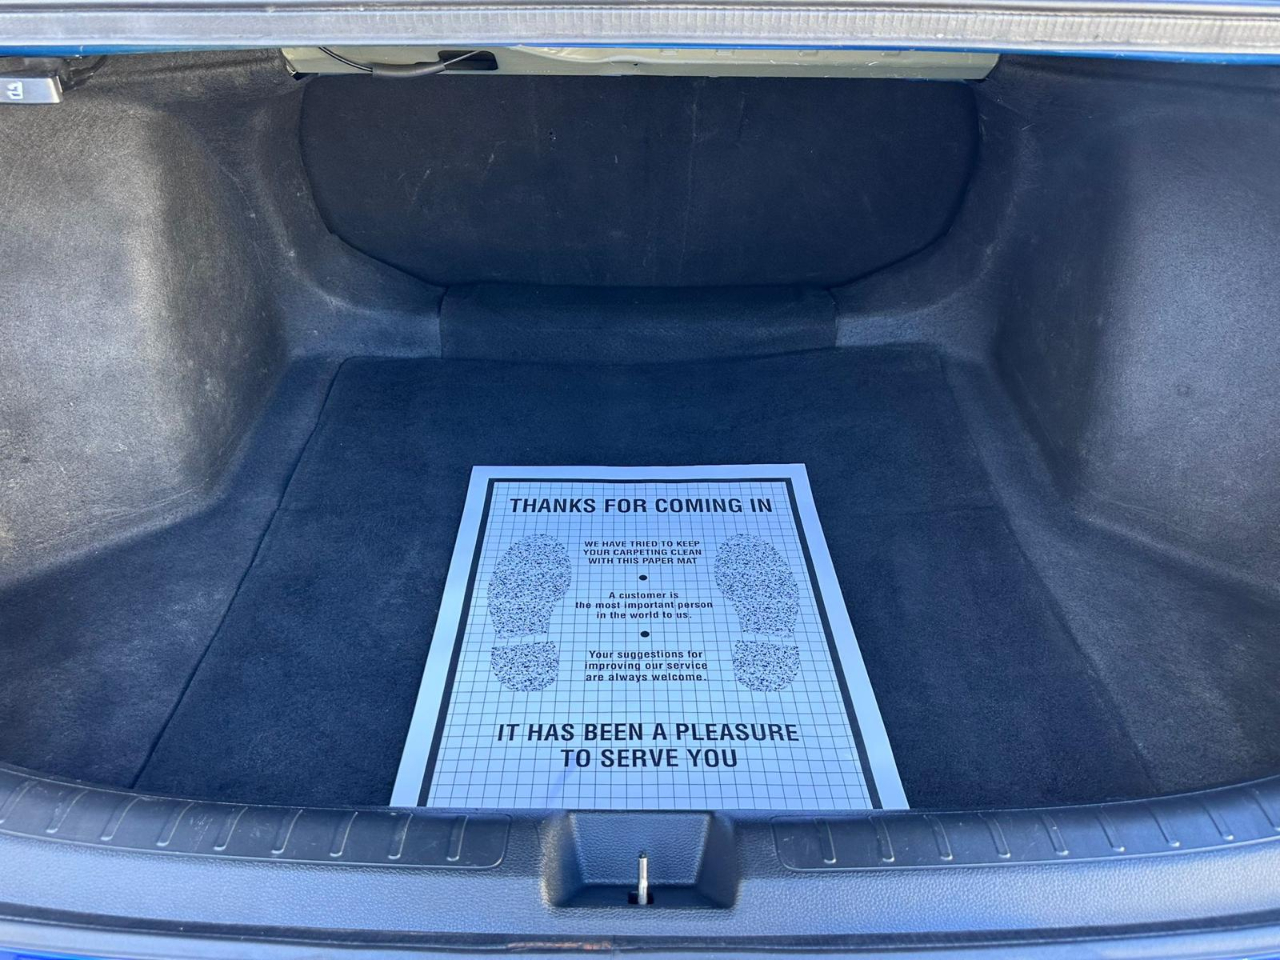 THANKS FOR COMING IN
WE HAVE TRIED TO KEEP
YOUR CARPETING CLEAN
WITH THIS PAPER MAT
A customer is
the most important person
in the world to us.
Your suggestions for
improving our service
are always welcome.
IT HAS BEEN A PLEASURE
TO SERVE YOU